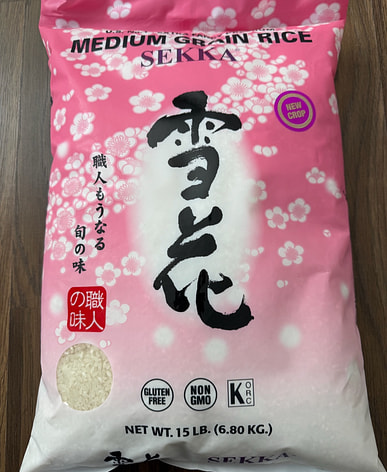 MEDIUM GRAIN RICE
SEKKA
NEW
CROP
雪花
職人もうなる
旬の味
職人
の味
GLUTEN
FREE
NON
GMO
K
ORC
NET WT. 15 LB. (6.80 KG.)
SEKKA